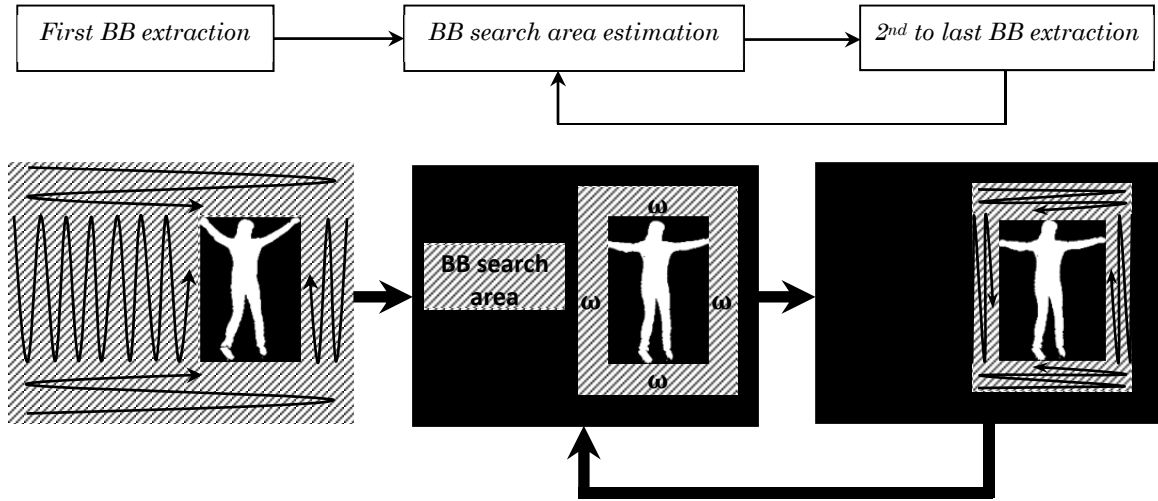 First BB extraction
BB search area estimation
2nd to last BB extraction
ω
BB search
area
ω
ω
ω